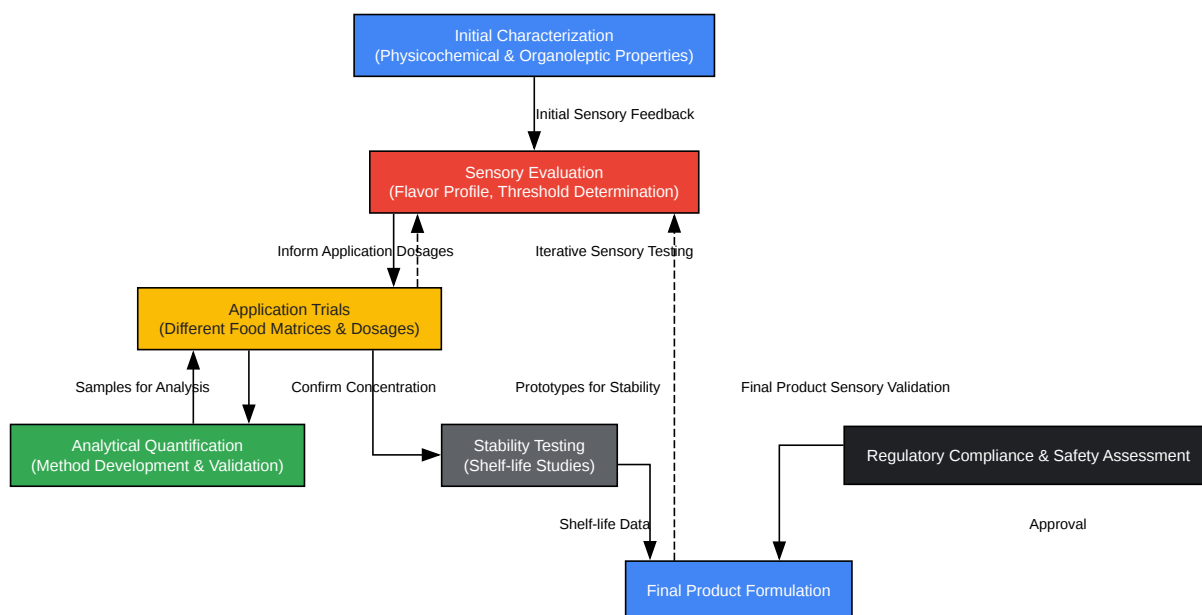 Initial Characterization
(Physicochemical & Organoleptic Properties)
Initial Sensory Feedback
Sensory Evaluation
(Flavor Profile, Threshold Determination)
Inform Application Dosages
Iterative Sensory Testing
Application Trials
(Different Food Matrices & Dosages)
Samples for Analysis
Confirm Concentration
Prototypes for Stability
Final Product Sensory Validation
Analytical Quantification
(Method Development & Validation)
Stability Testing
(Shelf-life Studies)
Regulatory Compliance & Safety Assessment
Shelf-life Data
Approval
Final Product Formulation